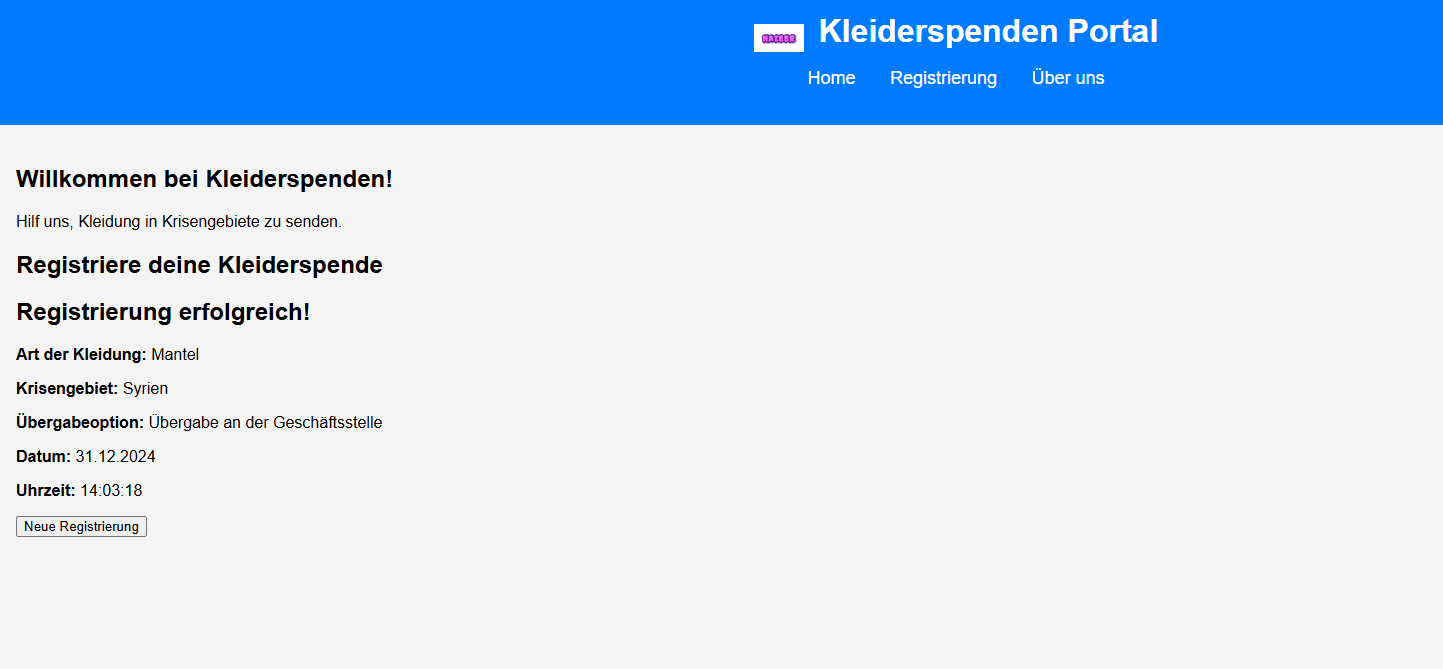 Kleiderspenden Portal
Home Registrierung Über uns
Willkommen bei Kleiderspenden!
Hilf uns, Kleidung in Krisengebiete zu senden.
Registriere deine Kleiderspende
Registrierung erfolgreich!
Art der Kleidung: Mantel
Krisengebiet: Syrien
Übergabeoption: Übergabe an der Geschäftsstelle
Datum: 31.12.2024
Uhrzeit: 14:03:18
Neue Registrierung